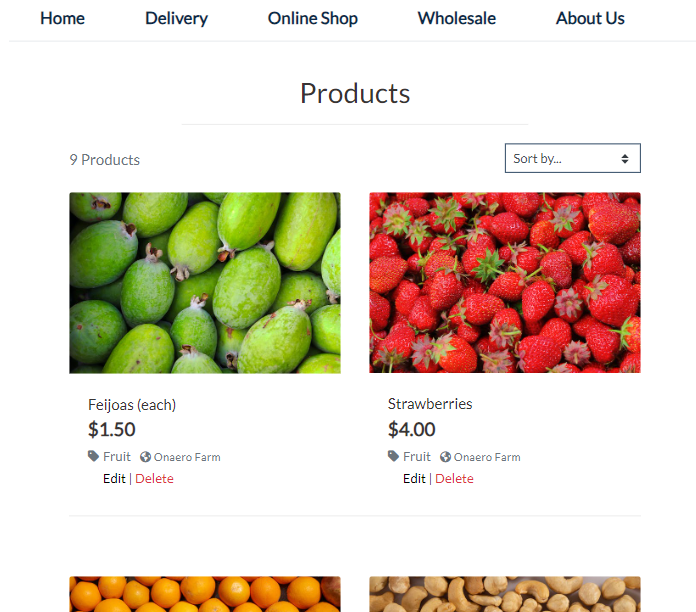 Home Delivery Online Shop Wholesale About Us
Products
9 Products
Sort by...
Feijoas (each)
$1.50
Fruit Onaero Farm
Edit | Delete
Strawberries
$4.00
Fruit Onaero Farm
Edit | Delete